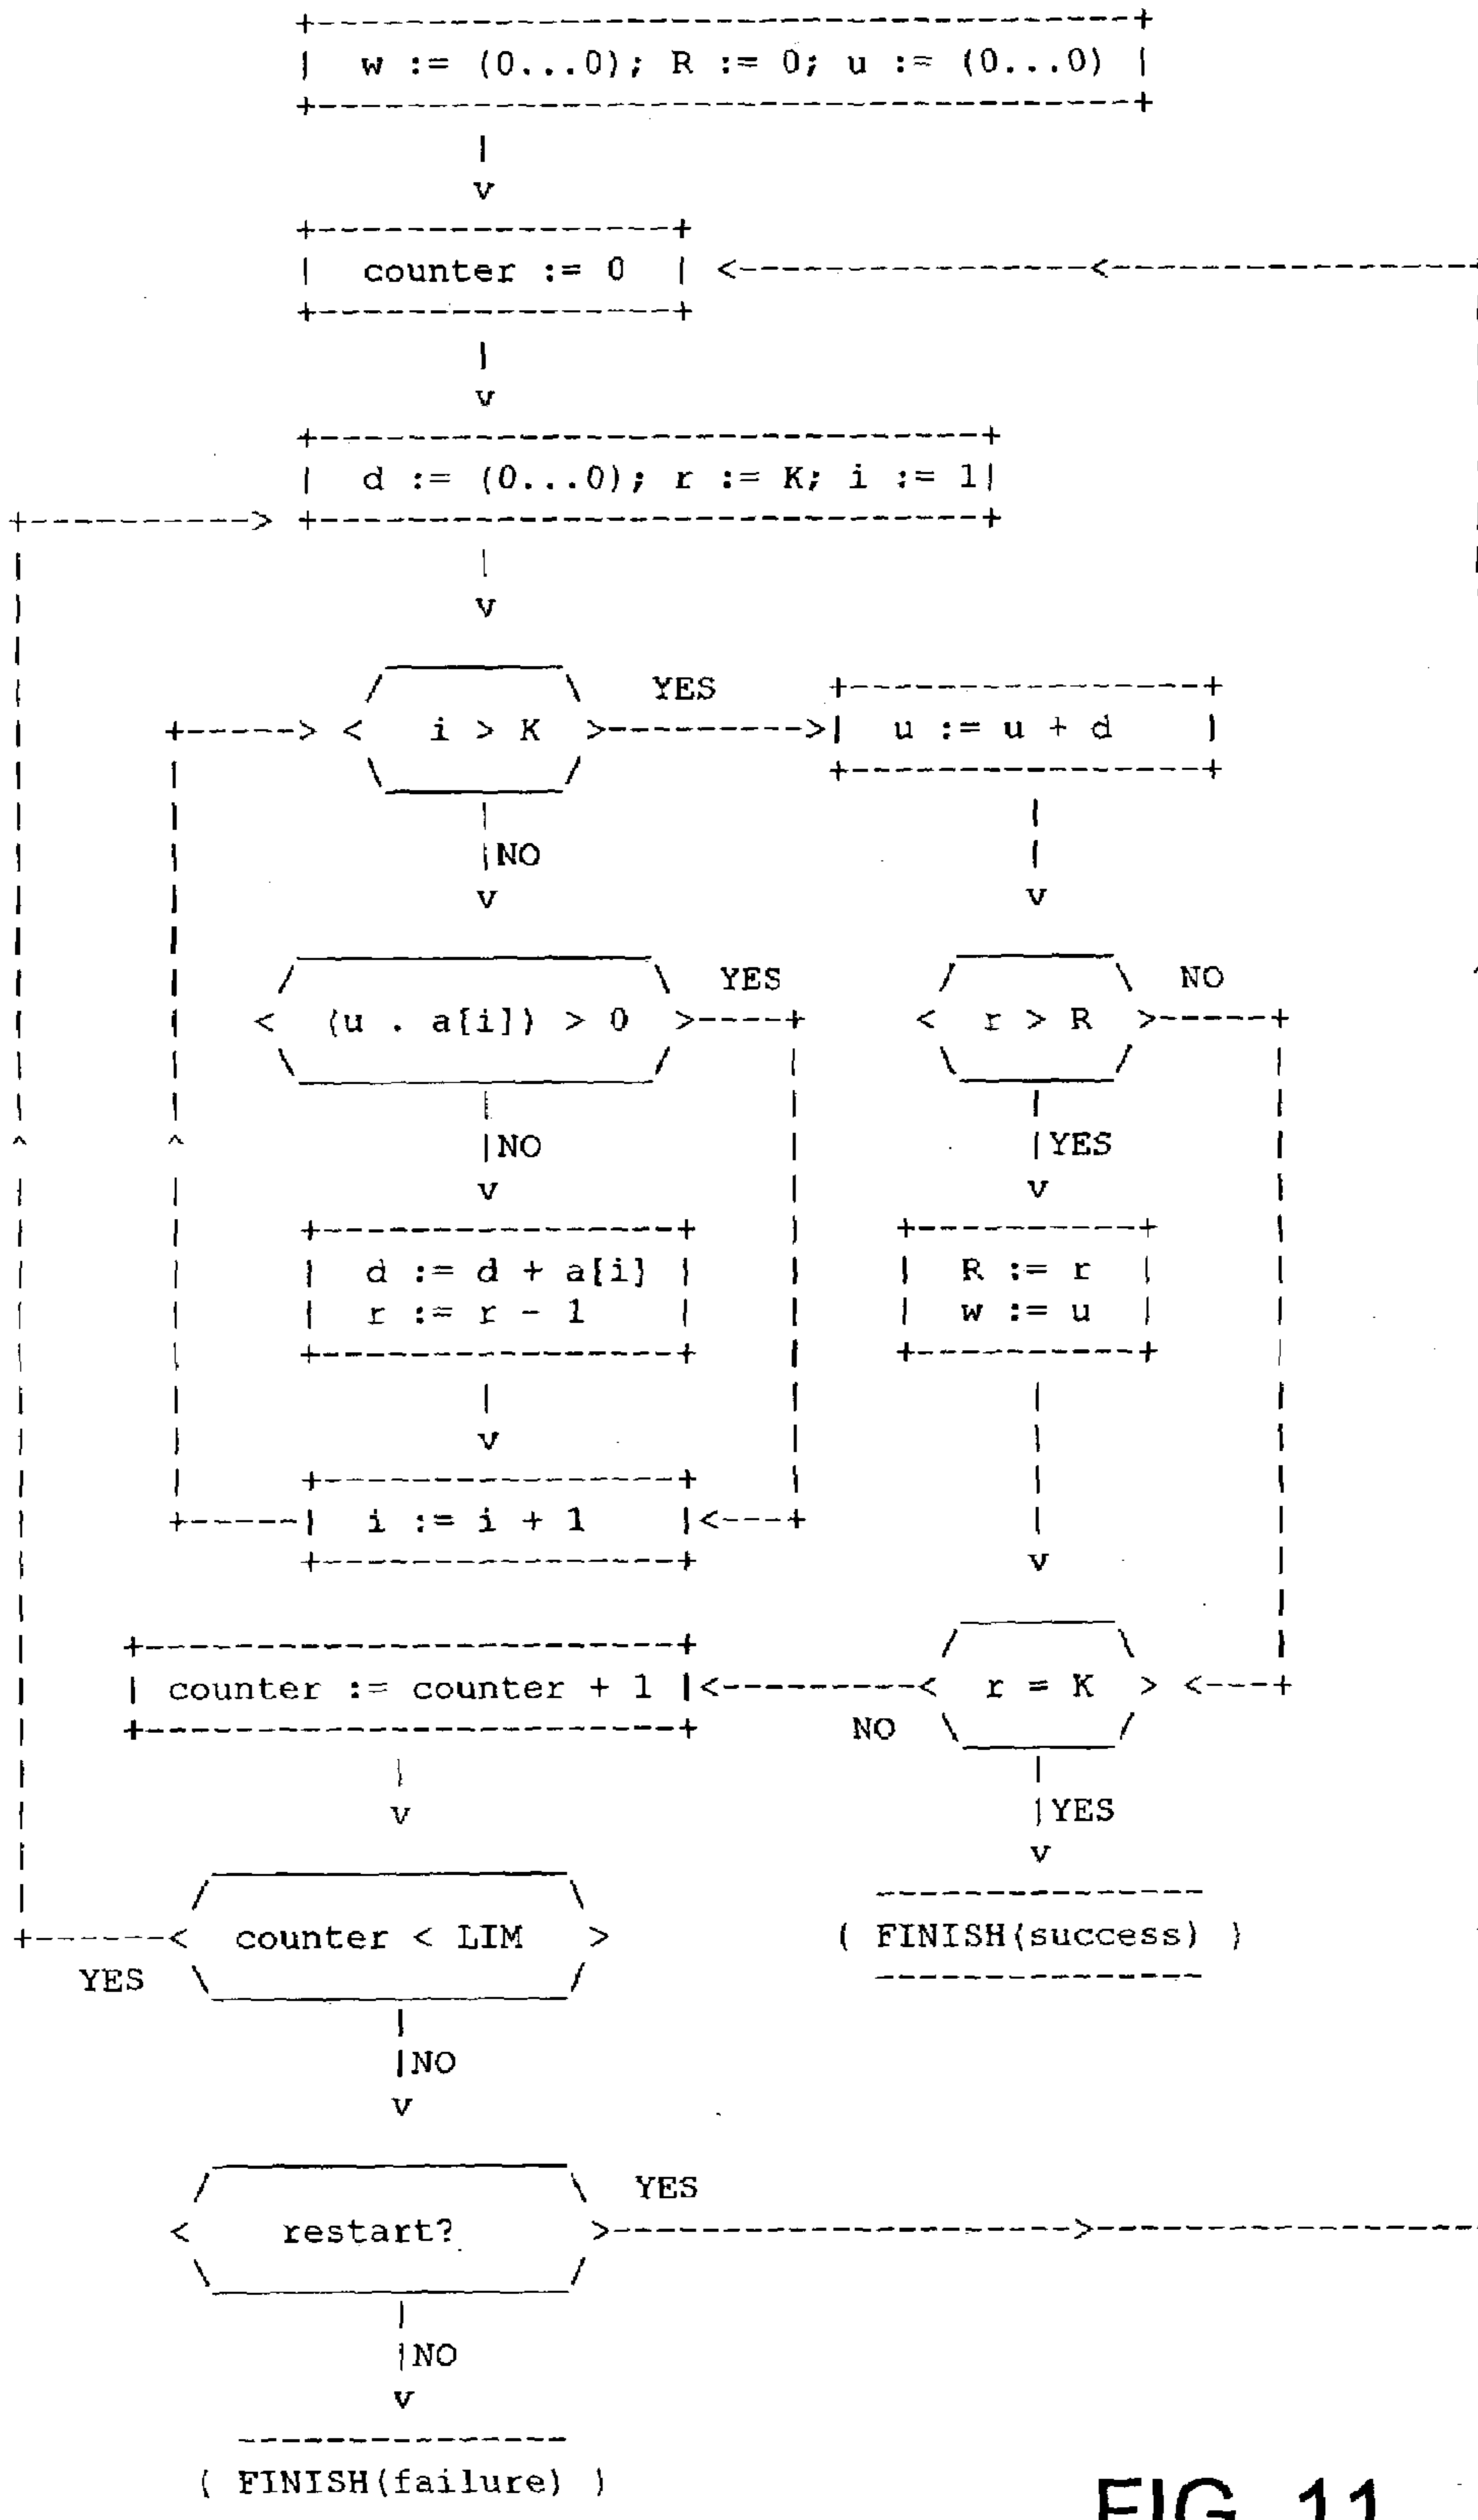 w := (0...0); R := 0; u := (0...0)
v
counter := 0
v
d := (0...0); r := K; i := 1
v
i > K
YES
u := u + d
NO
v
v
(u . a[i]) > 0
YES
r > R
NO
NO
v
YES
v
d := d + a[i]
r := r - 1
R := r
w := u
v
i := i + 1
v
counter := counter + 1
NO
r = K
v
YES
v
counter < LIM
YES
( FINISH(success) )
NO
v
restart?
YES
NO
v
( FINISH(failure) )
FIG. 11